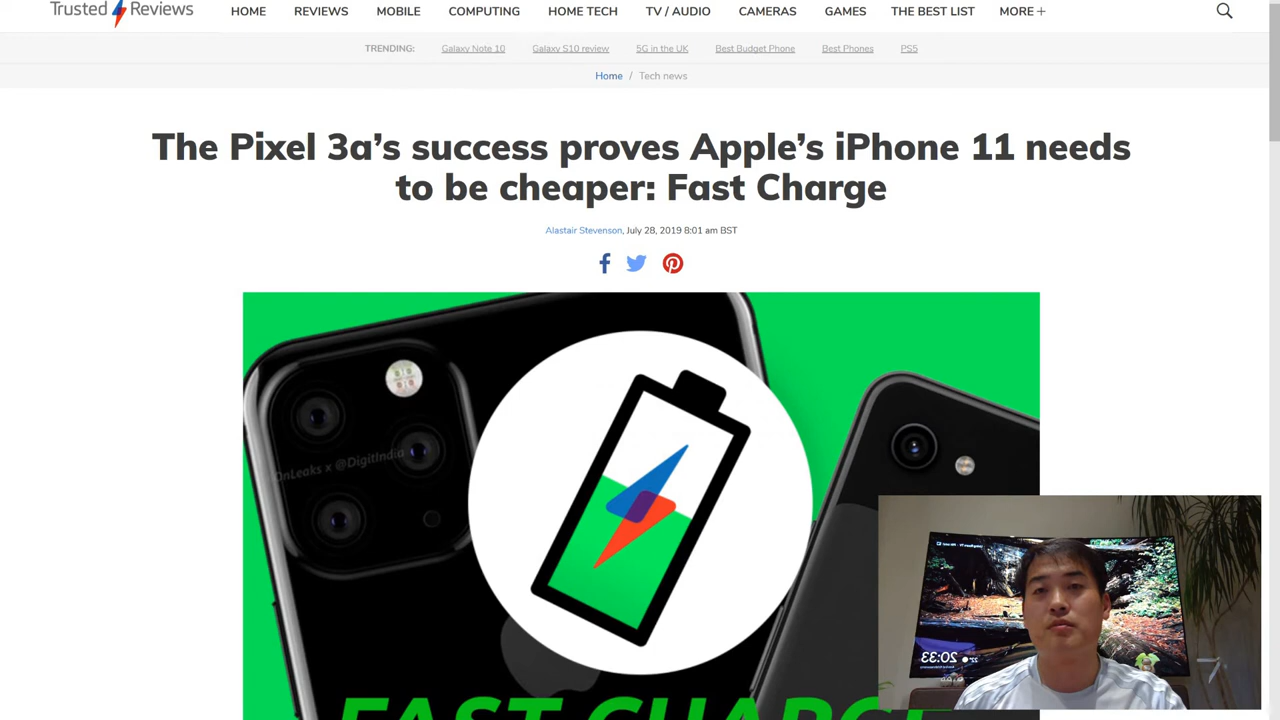 Trusted Reviews
HOME REVIEWS MOBILE COMPUTING HOME TECH TV / AUDIO CAMERAS GAMES THE BEST LIST MORE +
TRENDING: Galaxy Note 10 Galaxy S10 review 5G in the UK Best Budget Phone Best Phones PS5
Home / Tech news
The Pixel 3a’s success proves Apple’s iPhone 11 needs
to be cheaper: Fast Charge
Alastair Stevenson, July 28, 2019 8:01 am BST
OnLeaks x @DigitIndia
FAST CHARGE
20:33